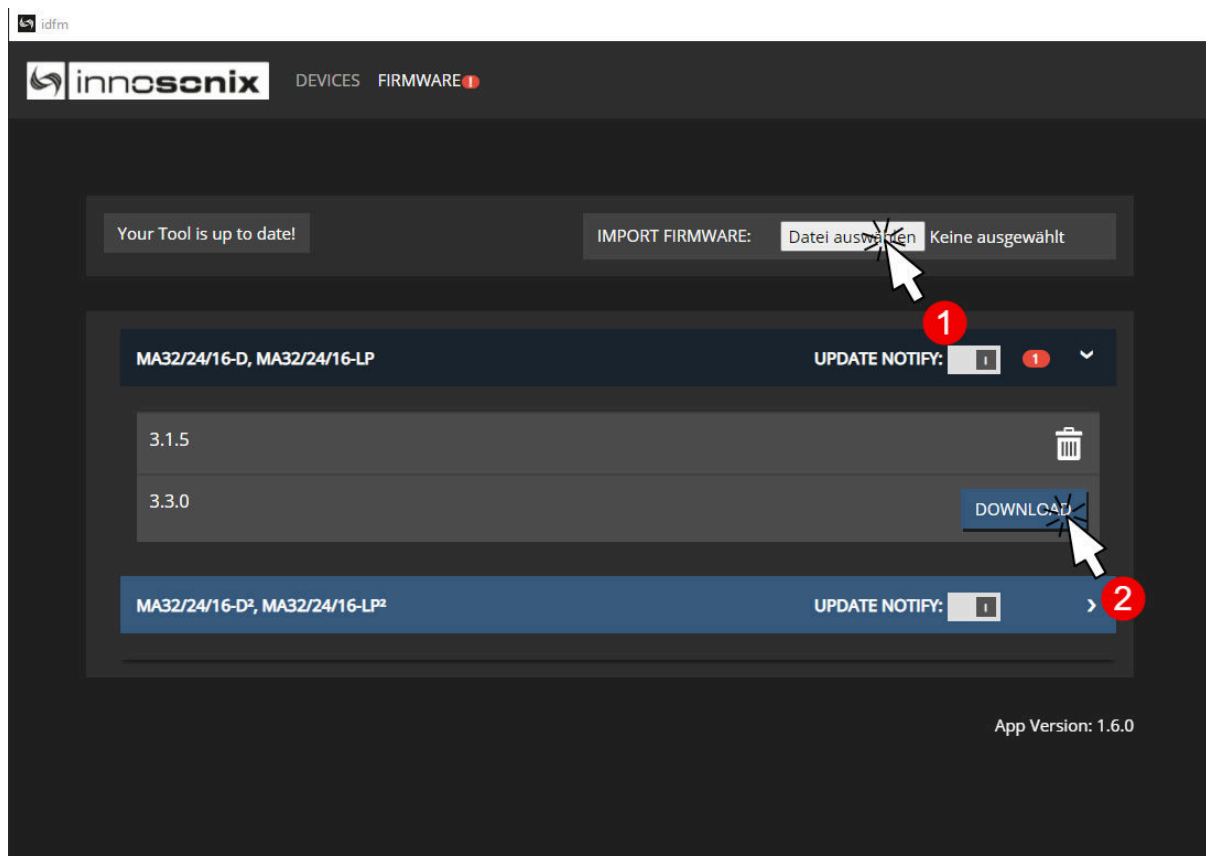 idfm
innosonix DEVICES FIRMWARE !
Your Tool is up to date! IMPORT FIRMWARE: Datei auswählen Keine ausgewählt
1
MA32/24/16-D, MA32/24/16-LP UPDATE NOTIFY: I 1
3.1.5
3.3.0 DOWNLOAD
MA32/24/16-D², MA32/24/16-LP² UPDATE NOTIFY: I 2
App Version: 1.6.0